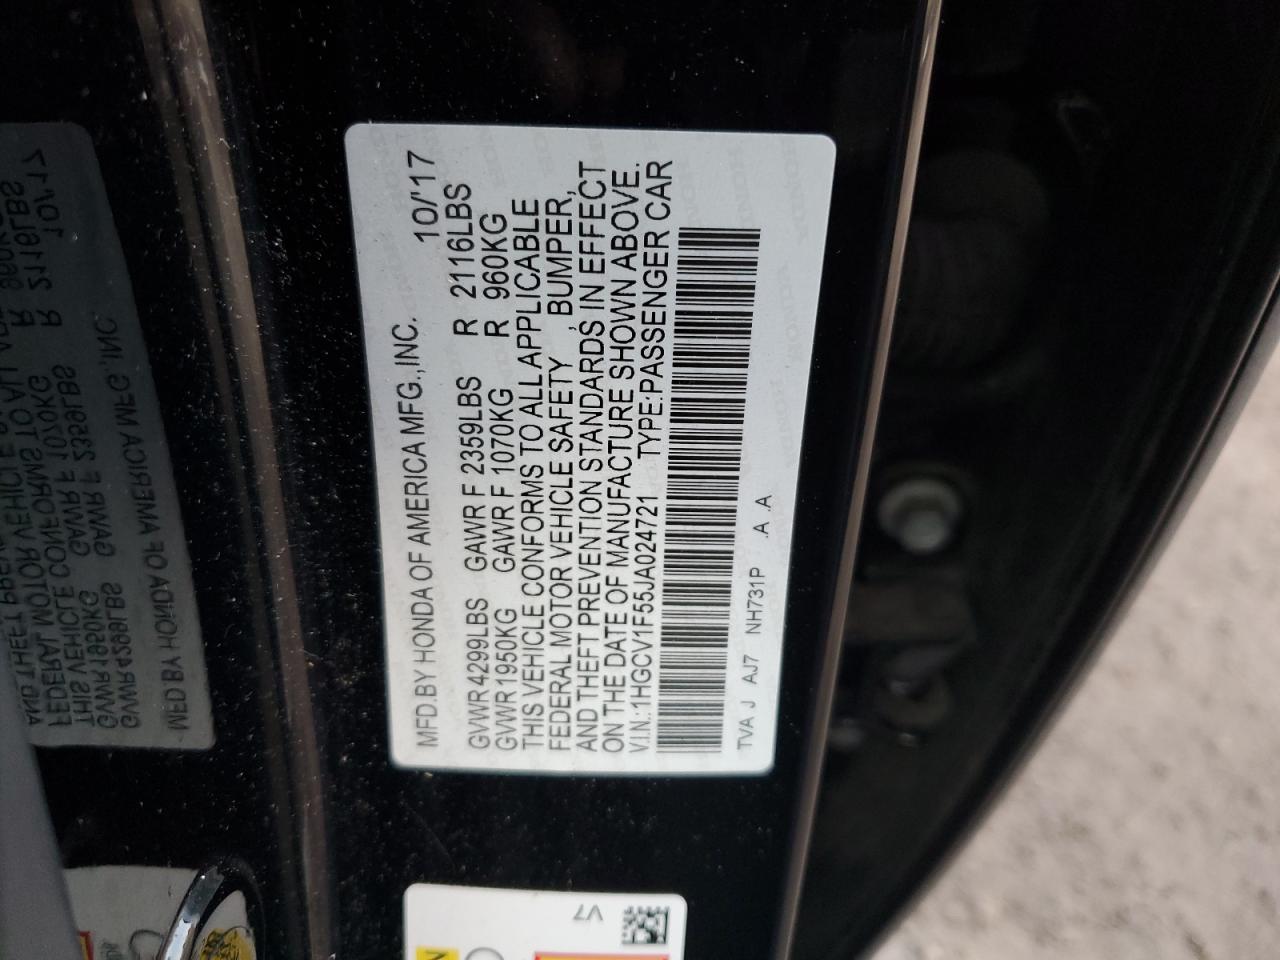 MFD.BY HONDA OF AMERICA MFG.,INC. 10/'17
GVWR 4299LBS GAWR F 2359LBS R 2116LBS
GVWR 1950KG GAWR F 1070KG R 960KG
THIS VEHICLE CONFORMS TO ALL APPLICABLE
FEDERAL MOTOR VEHICLE SAFETY , BUMPER,
AND THEFT PREVENTION STANDARDS IN EFFECT
ON THE DATE OF MANUFACTURE SHOWN ABOVE.
V.I.N.: 1HGCV1F55JA024721 TYPE:PASSENGER CAR
TVA J AJ7 NH731P .A .A
V7